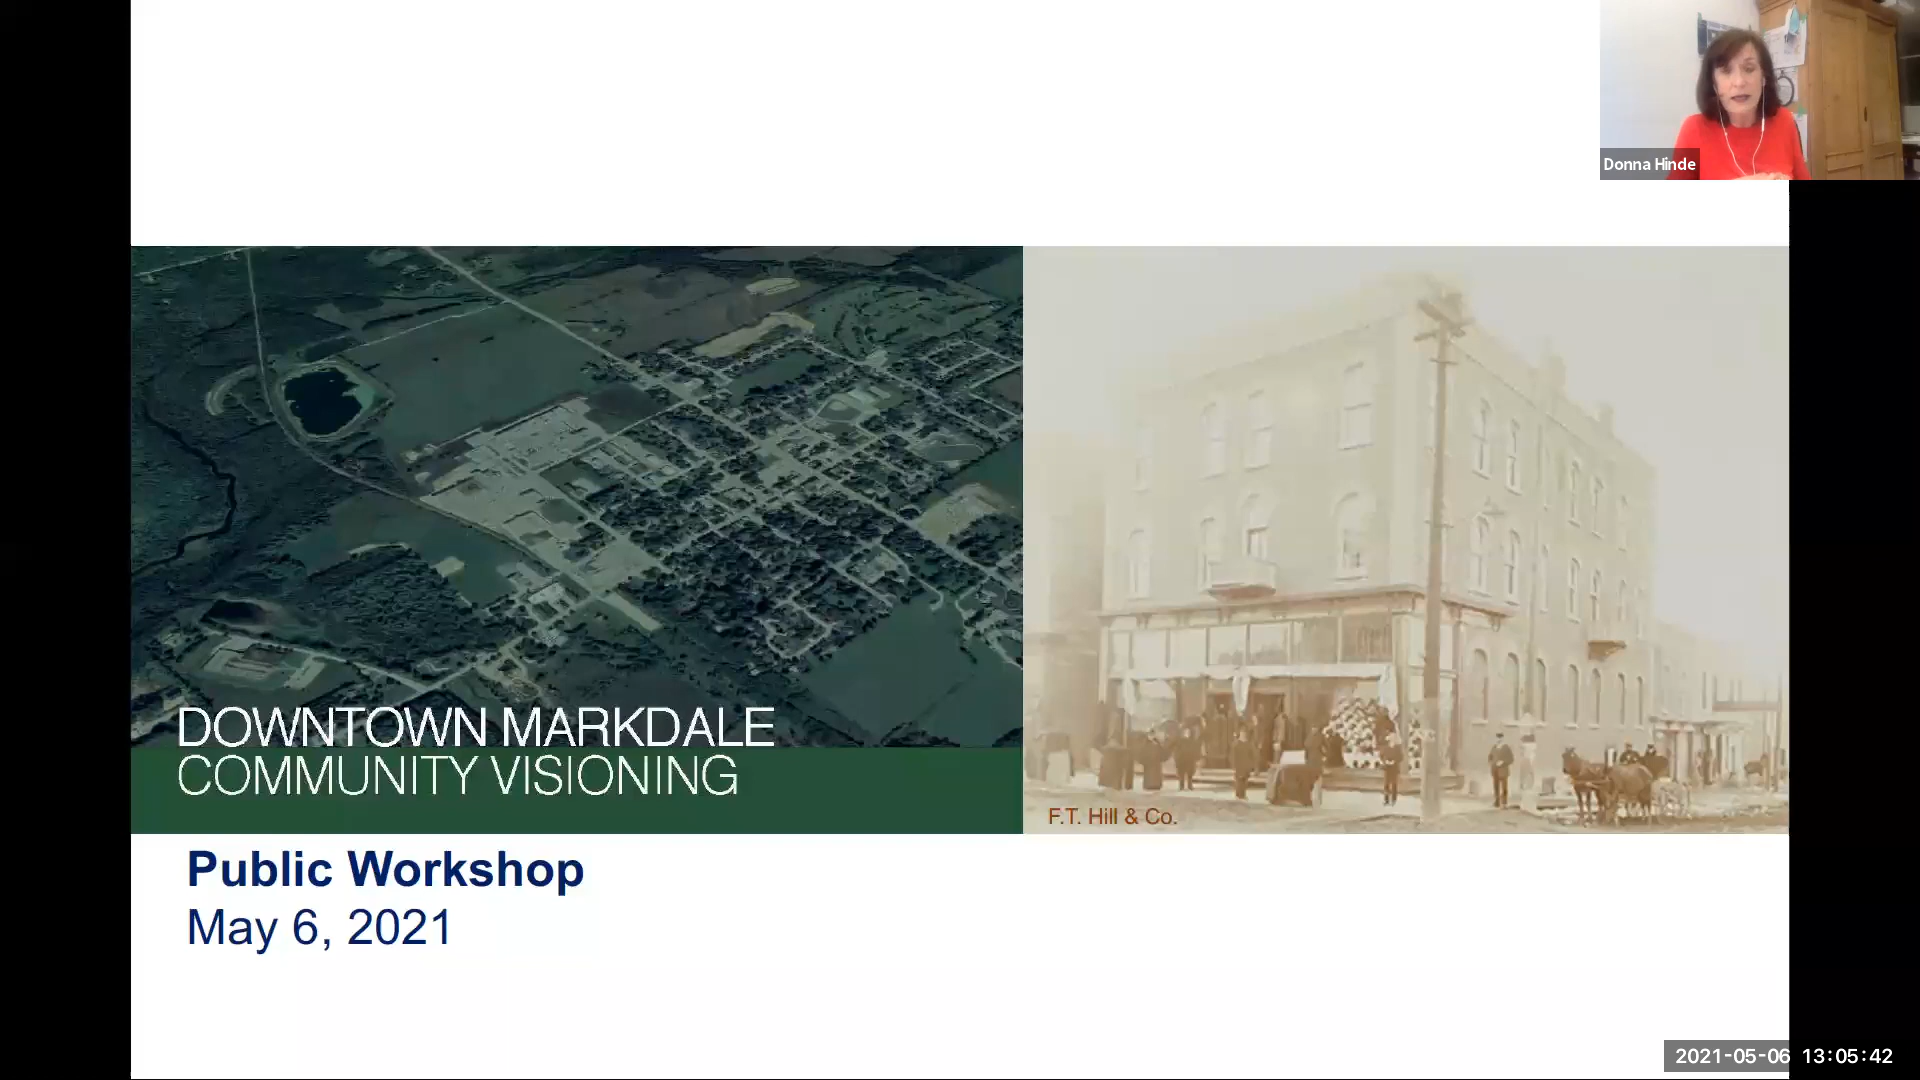 Donna Hinde
DOWNTOWN MARKDALE
COMMUNITY VISIONING
F.T. Hill & Co.
Public Workshop
May 6, 2021
2021-05-06 13:05:42